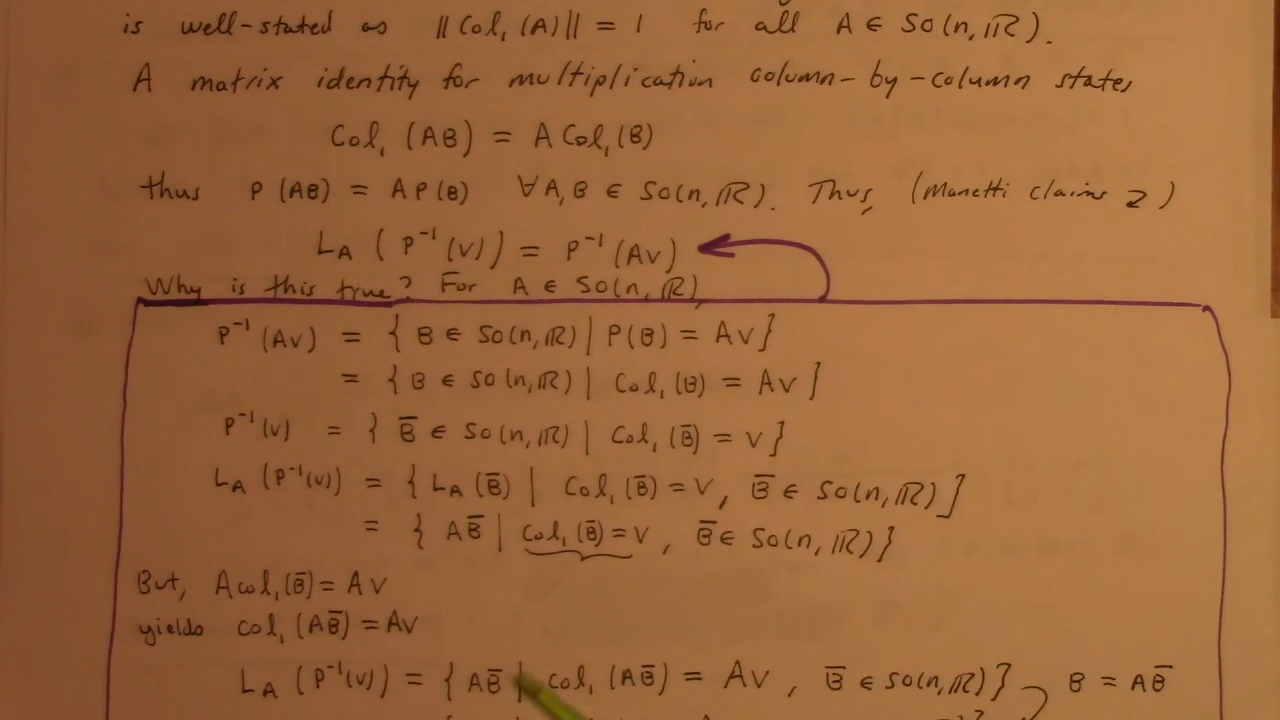 is well-stated as ‖Col₁(A)‖ = 1 for all A ∈ SO(n,ℝ).
A matrix identity for multiplication column-by-column states
Col₁(AB) = A Col₁(B)
thus P(AB) = AP(B) ∀A,B ∈ SO(n,ℝ). Thus, (Manetti claims 2)
L_A(P⁻¹(v)) = P⁻¹(Av)
Why is this true? For A ∈ SO(n,ℝ),
P⁻¹(Av) = { B ∈ SO(n,ℝ) | P(B) = Av }
= { B ∈ SO(n,ℝ) | Col₁(B) = Av }
P⁻¹(v) = { B̅ ∈ SO(n,ℝ) | Col₁(B̅) = v }
L_A(P⁻¹(v)) = { L_A(B̅) | Col₁(B̅) = v, B̅ ∈ SO(n,ℝ) }
= { AB̅ | Col₁(B̅) = v, B̅ ∈ SO(n,ℝ) }
But, A col₁(B̅) = Av
yields col₁(AB̅) = Av
L_A(P⁻¹(v)) = { AB̅ | Col₁(AB̅) = Av, B̅ ∈ SO(n,ℝ) } B = AB̅